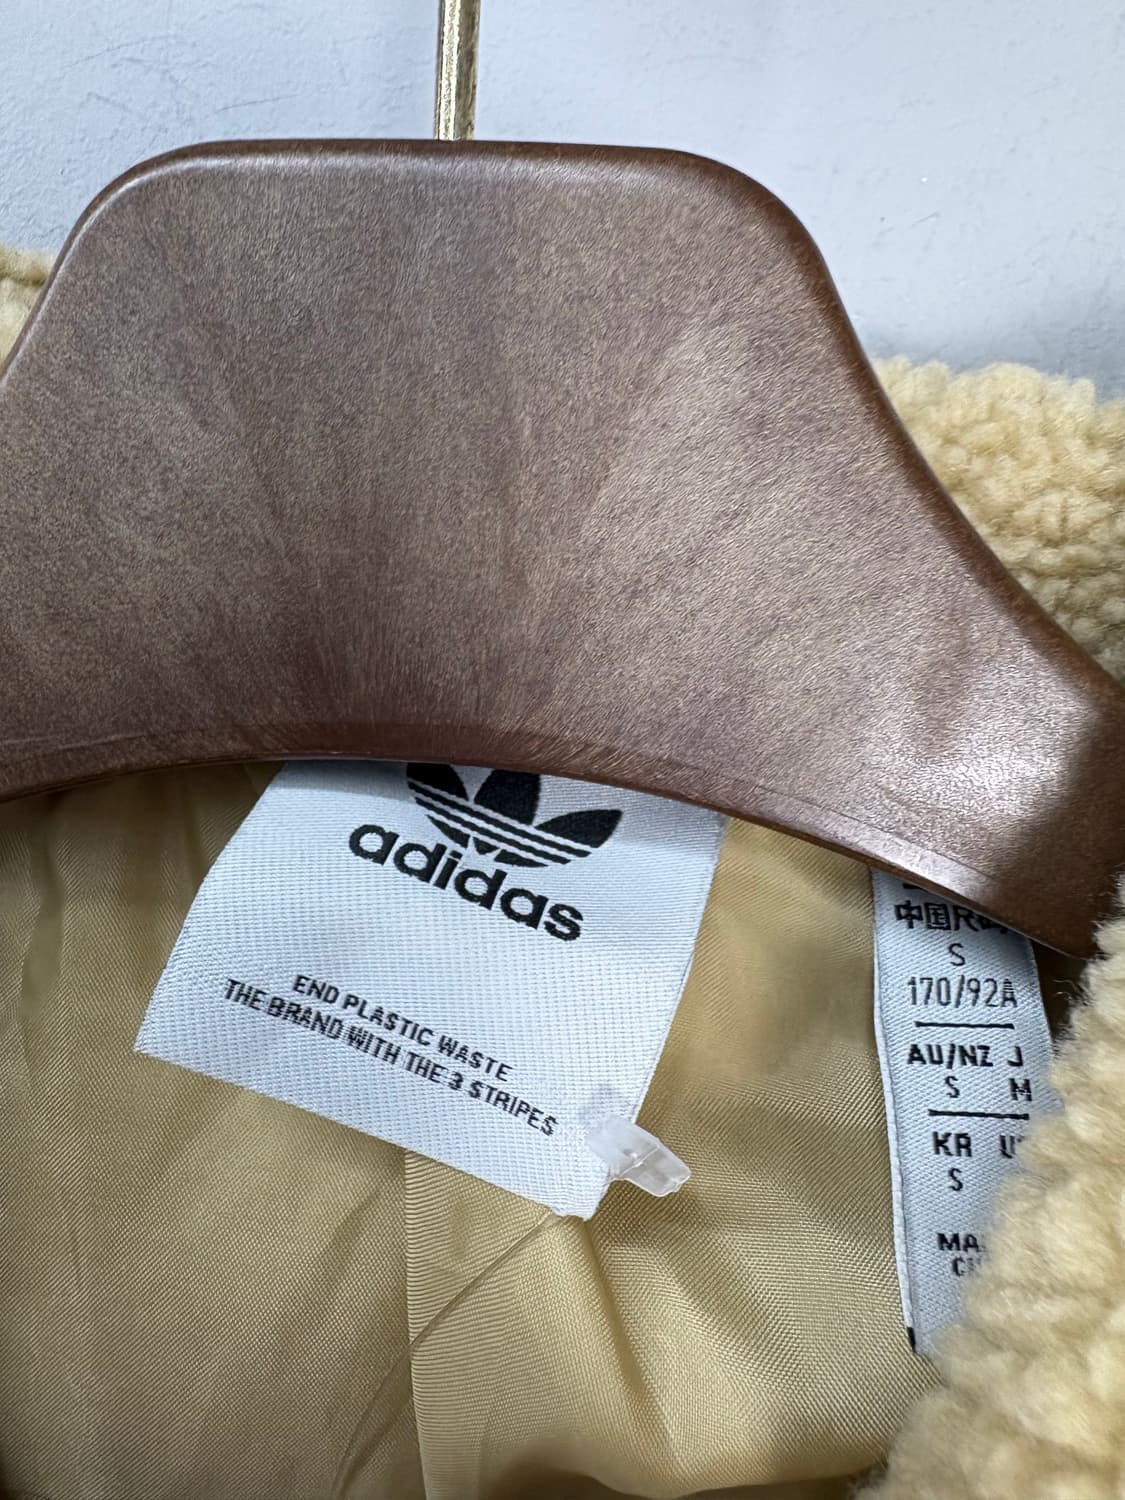 adidas
END PLASTIC WASTE
THE BRAND WITH THE 3 STRIPES
中国尺码
S
170/92A
AU/NZ J
S M
KR
S